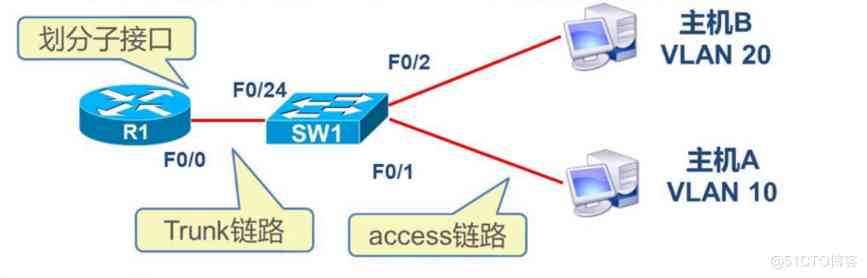 划分子接口
主机B
VLAN 20
F0/2
F0/24
R1
SW1
F0/0
F0/1
主机A
VLAN 10
Trunk链路
access链路
@51CTO博客